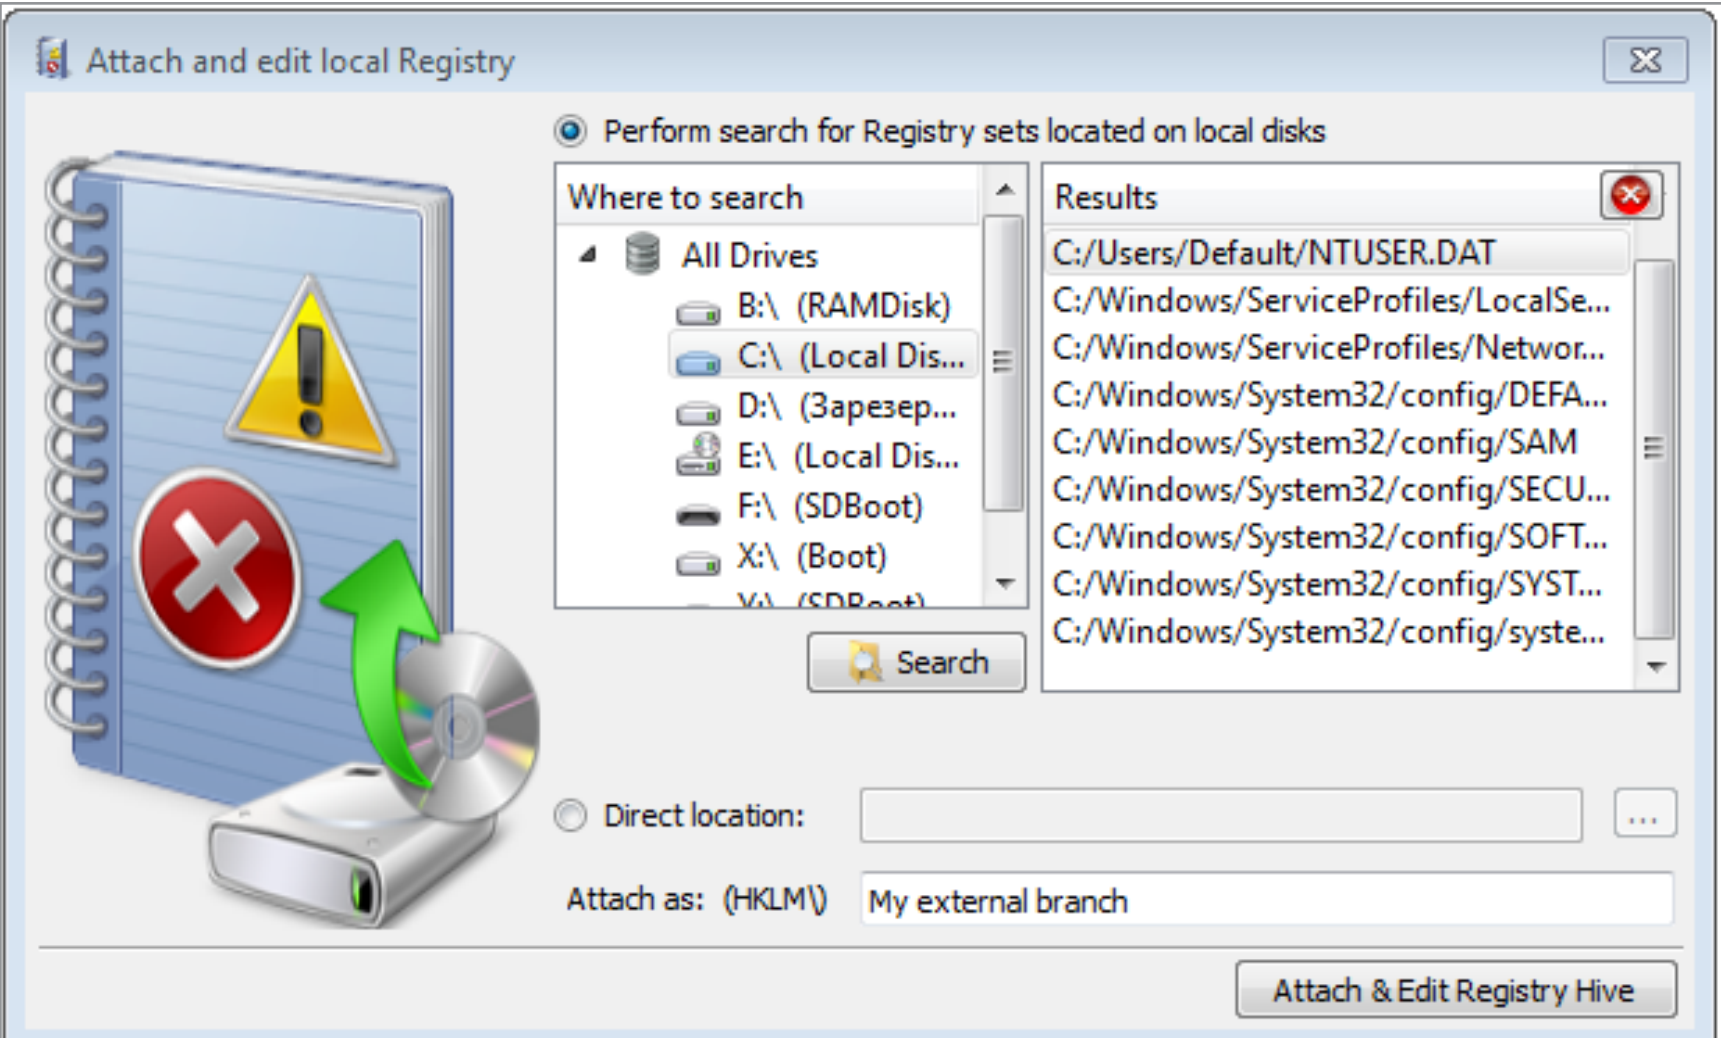 Attach and edit local Registry
Perform search for Registry sets located on local disks
Where to search
All Drives
B:\ (RAMDisk)
C:\ (Local Dis...
D:\ (Зарезер...
E:\ (Local Dis...
F:\ (SDBoot)
X:\ (Boot)
Y:\ (SDBoot)
Search
Results
C:/Users/Default/NTUSER.DAT
C:/Windows/ServiceProfiles/LocalSe...
C:/Windows/ServiceProfiles/Networ...
C:/Windows/System32/config/DEFA...
C:/Windows/System32/config/SAM
C:/Windows/System32/config/SECU...
C:/Windows/System32/config/SOFT...
C:/Windows/System32/config/SYST...
C:/Windows/System32/config/syste...
Direct location:
...
Attach as: (HKLM\) My external branch
Attach & Edit Registry Hive